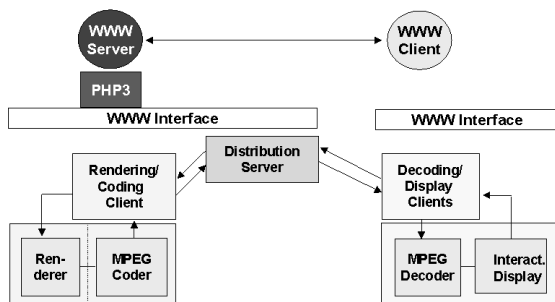 WWW
Server
WWW
Client
PHP3
WWW Interface
WWW Interface
Distribution
Server
Rendering/
Coding
Client
Decoding/
Display
Clients
Ren-
derer
MPEG
Coder
MPEG
Decoder
Interact.
Display